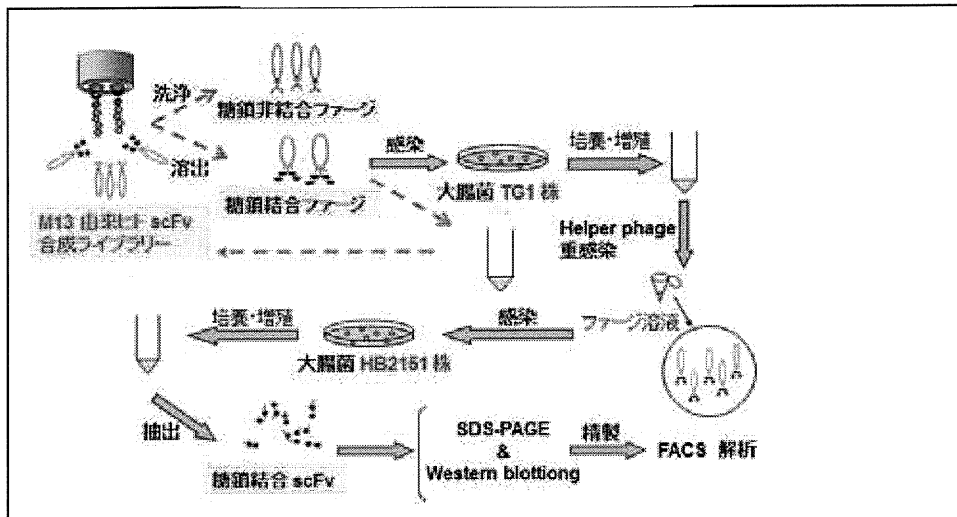 洗浄
糖鎖非結合ファージ
溶出
糖鎖結合ファージ
感染
大腸菌 TG1 株
培養・増殖
M13 由来ヒト scFv
合成ライブラリー
Helper phage
重感染
ファージ溶液
感染
大腸菌 HB2151 株
培養・増殖
抽出
糖鎖結合 scFv
SDS-PAGE
&
Western blottiong
精製
FACS 解析